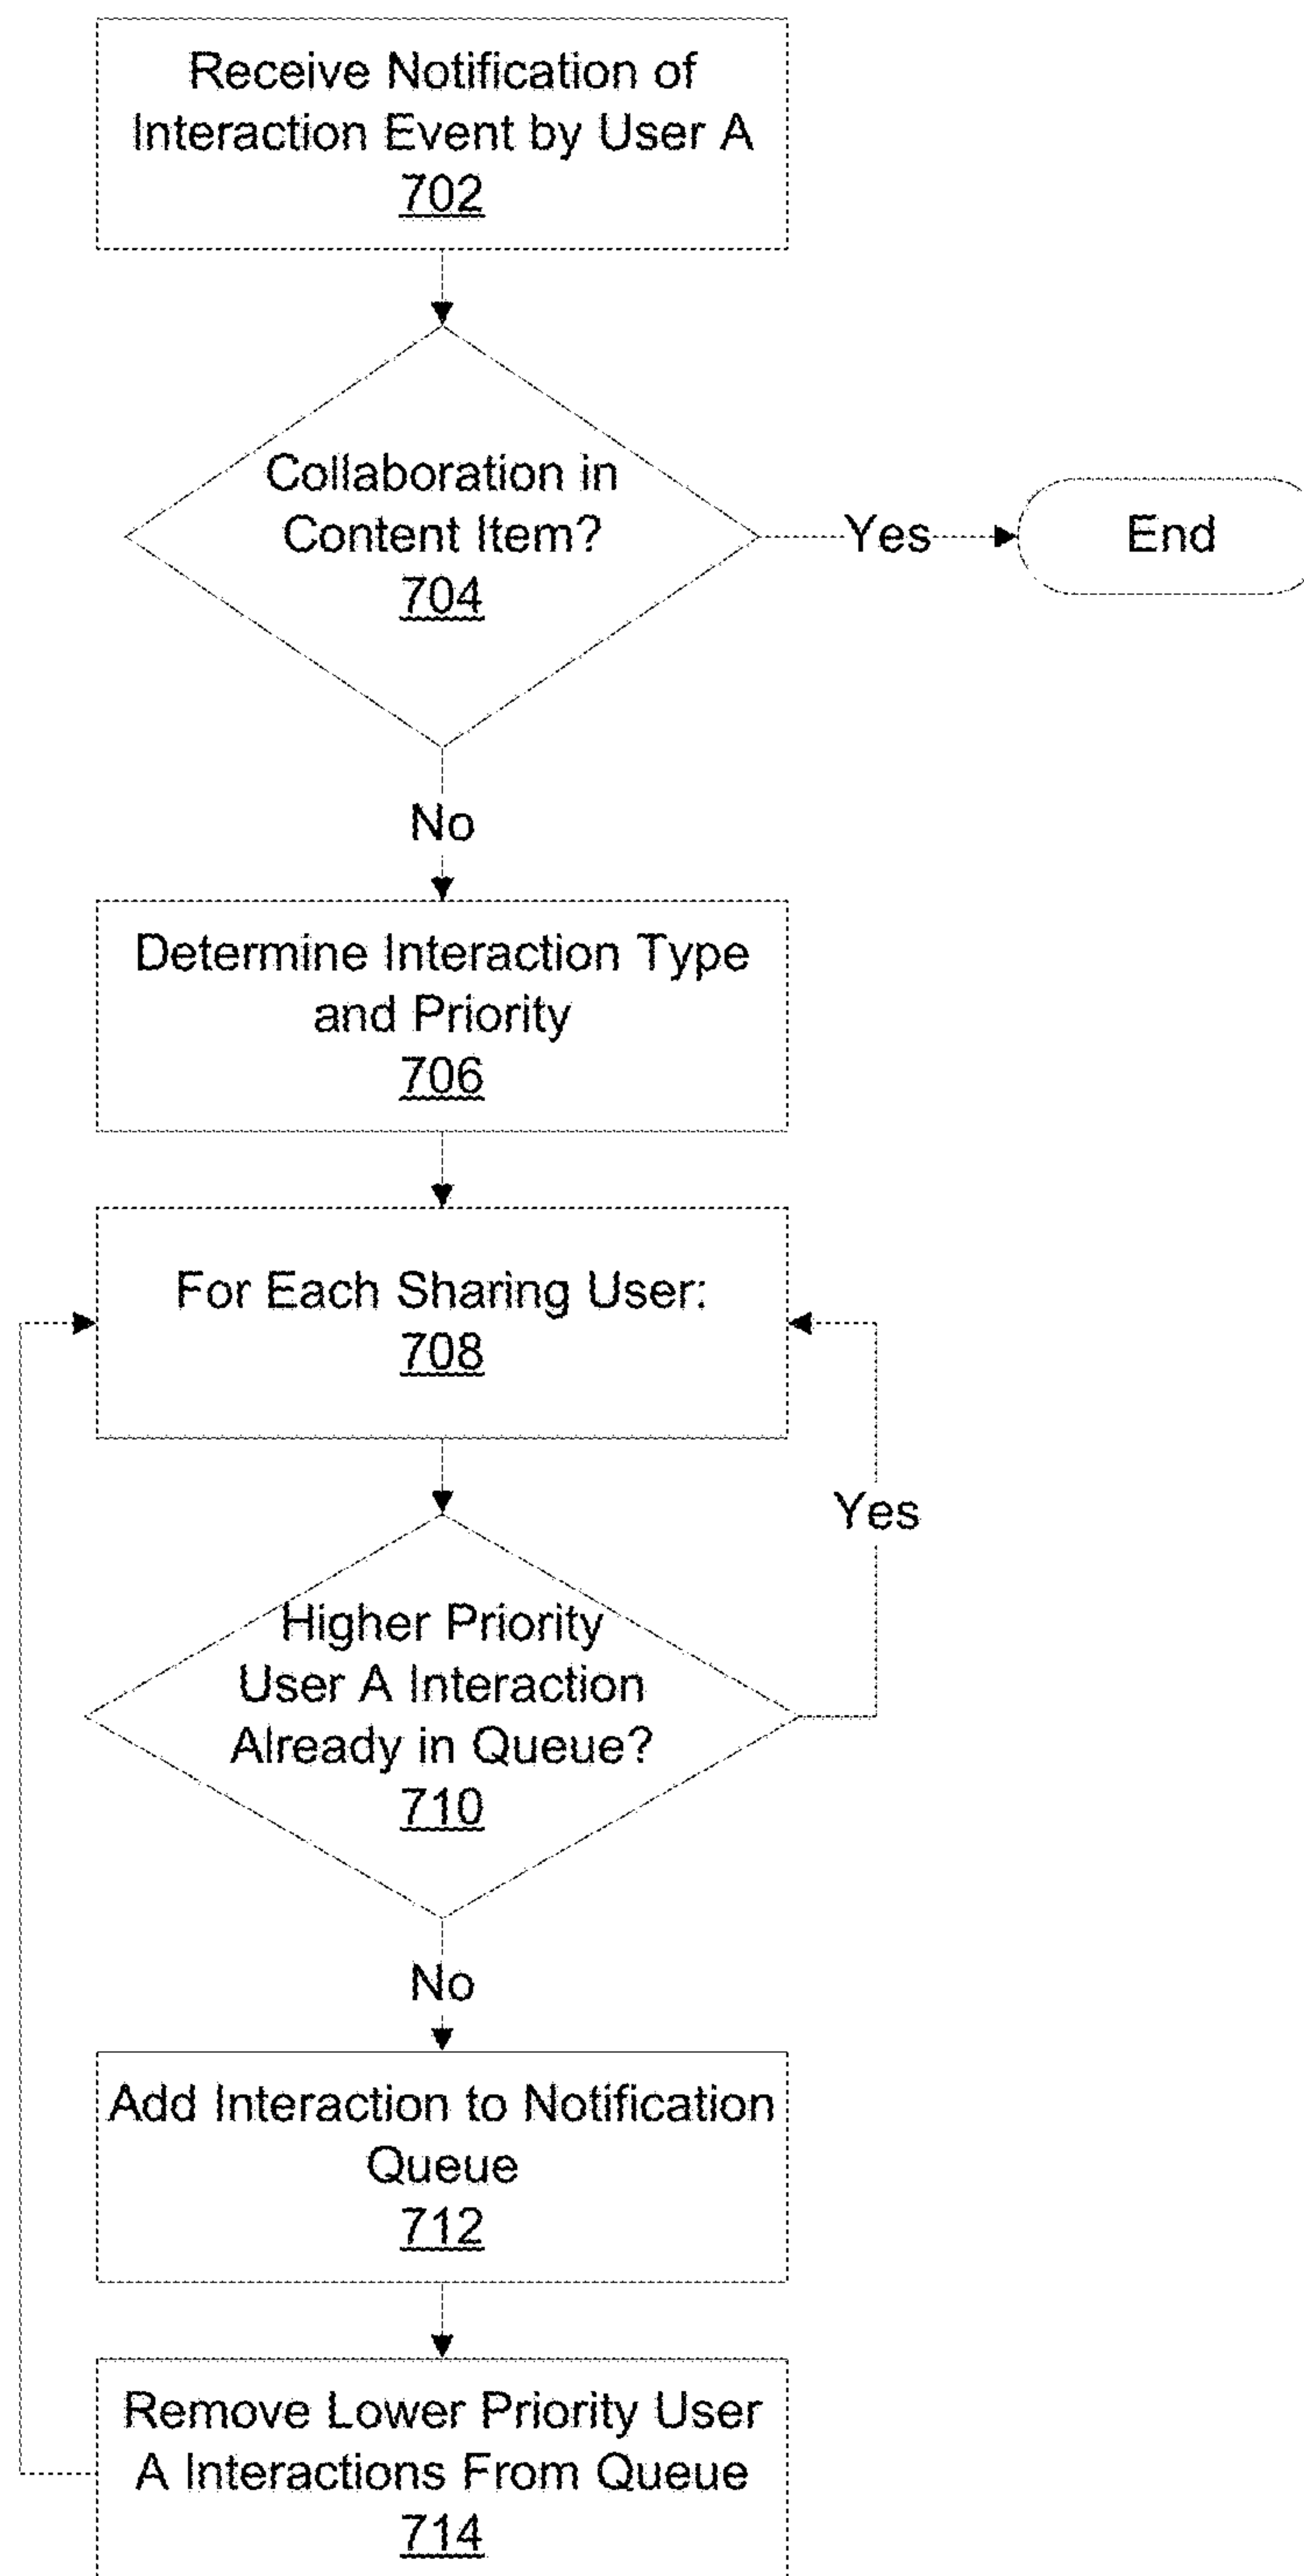 Receive Notification of
Interaction Event by User A
702
Collaboration in
Content Item?
704
Yes
End
No
Determine Interaction Type
and Priority
706
For Each Sharing User:
708
Yes
Higher Priority
User A Interaction
Already in Queue?
710
No
Add Interaction to Notification
Queue
712
Remove Lower Priority User
A Interactions From Queue
714